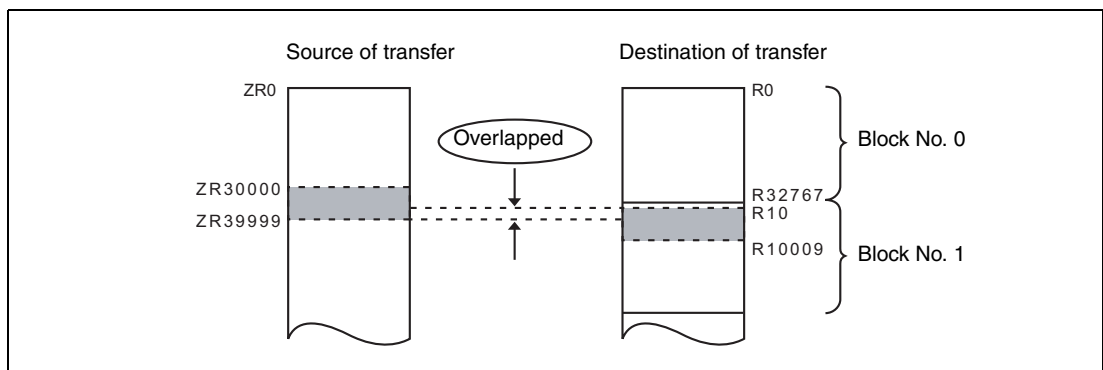 Source of transfer
Destination of transfer
ZR0
R0
Overlapped
Block No. 0
ZR30000
R32767
R10
ZR39999
R10009
Block No. 1